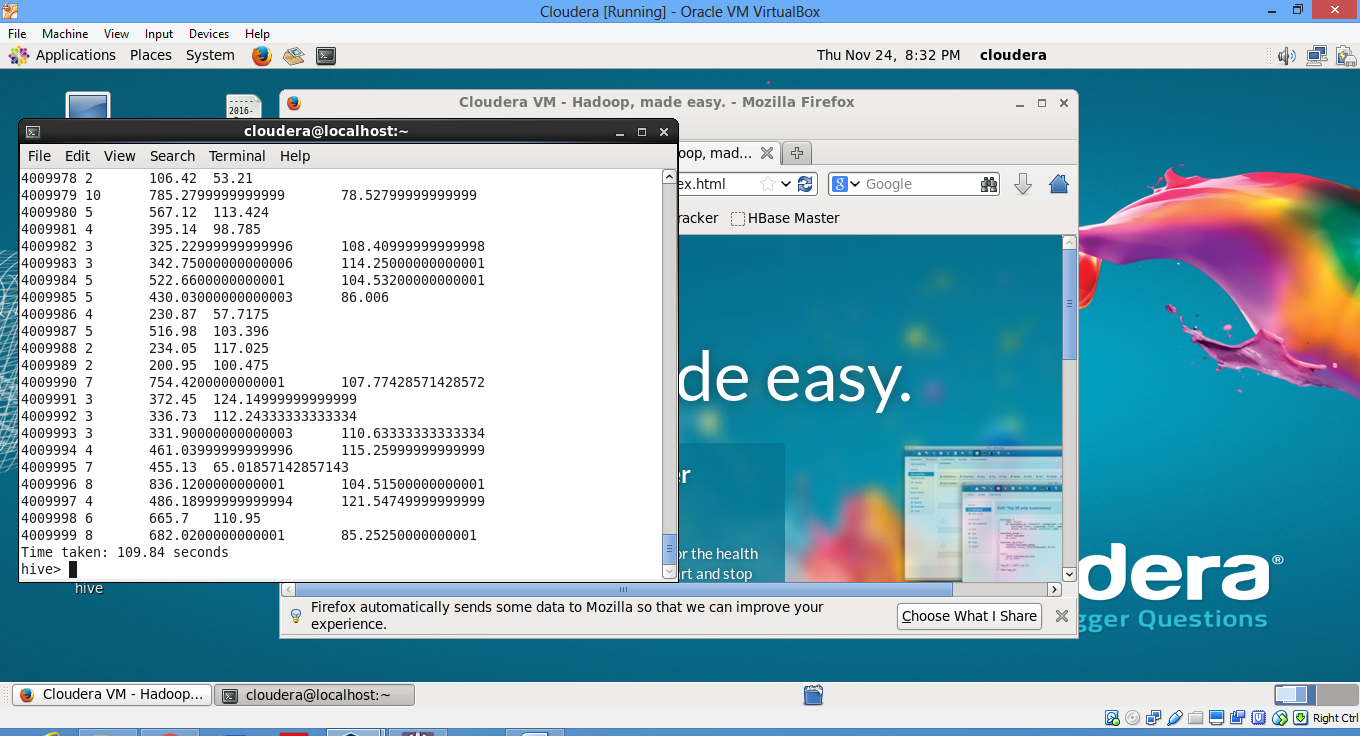 Cloudera [Running] - Oracle VM VirtualBox
File Machine View Input Devices Help
Applications Places System Thu Nov 24, 8:32 PM cloudera
2016-
Cloudera VM - Hadoop, made easy. - Mozilla Firefox
cloudera@localhost:~
File Edit View Search Terminal Help
oop, mad...
ex.html Google
racker HBase Master
4009978 2 106.42 53.21
4009979 10 785.2799999999999 78.52799999999999
4009980 5 567.12 113.424
4009981 4 395.14 98.785
4009982 3 325.22999999999996 108.40999999999998
4009983 3 342.75000000000006 114.25000000000001
4009984 5 522.6600000000001 104.53200000000001
4009985 5 430.03000000000003 86.006
4009986 4 230.87 57.7175
4009987 5 516.98 103.396
4009988 2 234.05 117.025
4009989 2 200.95 100.475
4009990 7 754.4200000000001 107.77428571428572
4009991 3 372.45 124.14999999999999
4009992 3 336.73 112.24333333333334
4009993 3 331.90000000000003 110.63333333333334
4009994 4 461.03999999999996 115.25999999999999
4009995 7 455.13 65.01857142857143
4009996 8 836.1200000000001 104.51500000000001
4009997 4 486.18999999999994 121.54749999999999
4009998 6 665.7 110.95
4009999 8 682.0200000000001 85.25250000000001
Time taken: 109.84 seconds
hive>
de easy.
er
or the health
rt and stop
hive
dera®
gger Questions
Firefox automatically sends some data to Mozilla so that we can improve your
experience.
Choose What I Share
Cloudera VM - Hadoop... cloudera@localhost:~
Right Ctrl